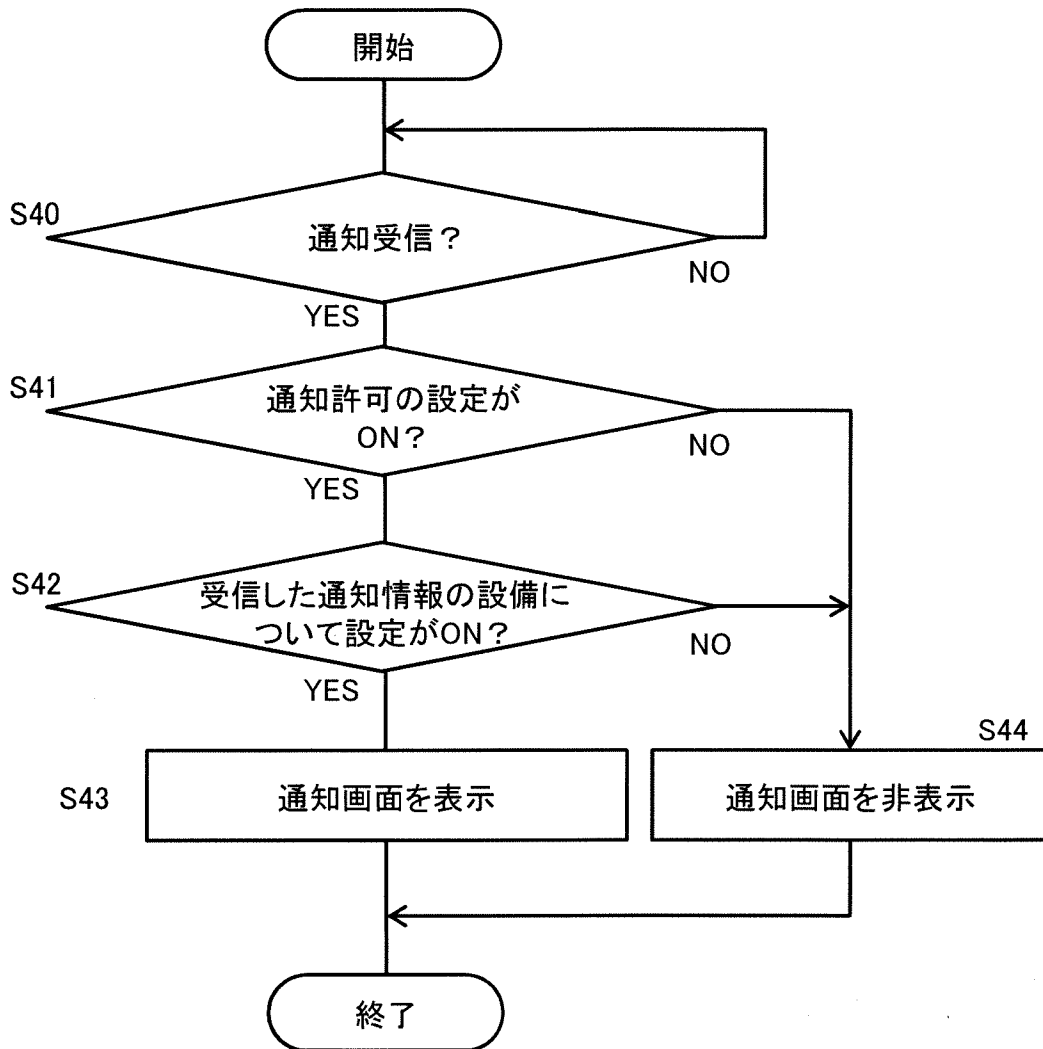 開始
S40
通知受信？
NO
YES
S41
通知許可の設定が
ON？
NO
YES
S42
受信した通知情報の設備に
ついて設定がON？
NO
YES
S44
S43
通知画面を表示
通知画面を非表示
終了